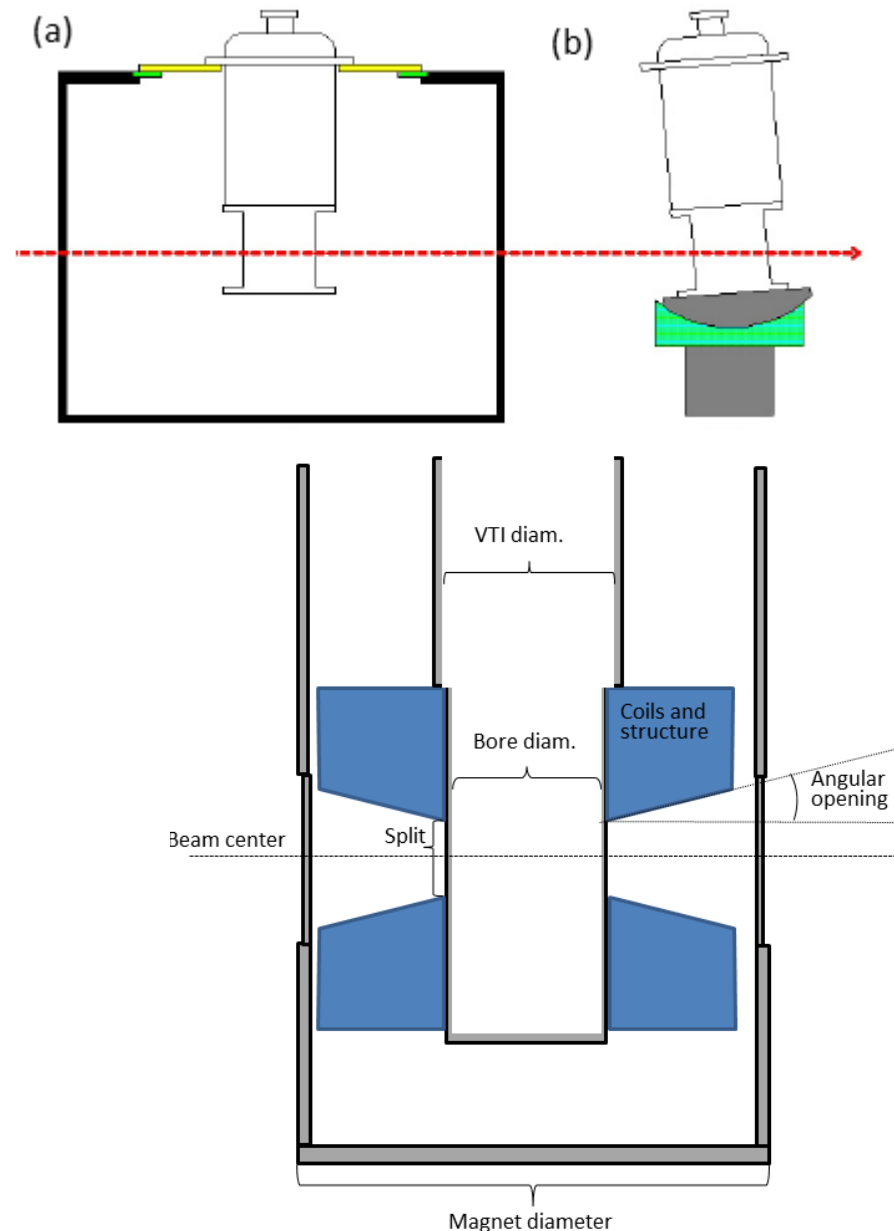 (a)
(b)
VTI diam.
Bore diam.
Coils and
structure
Angular
opening
Split
Beam center
Magnet diameter